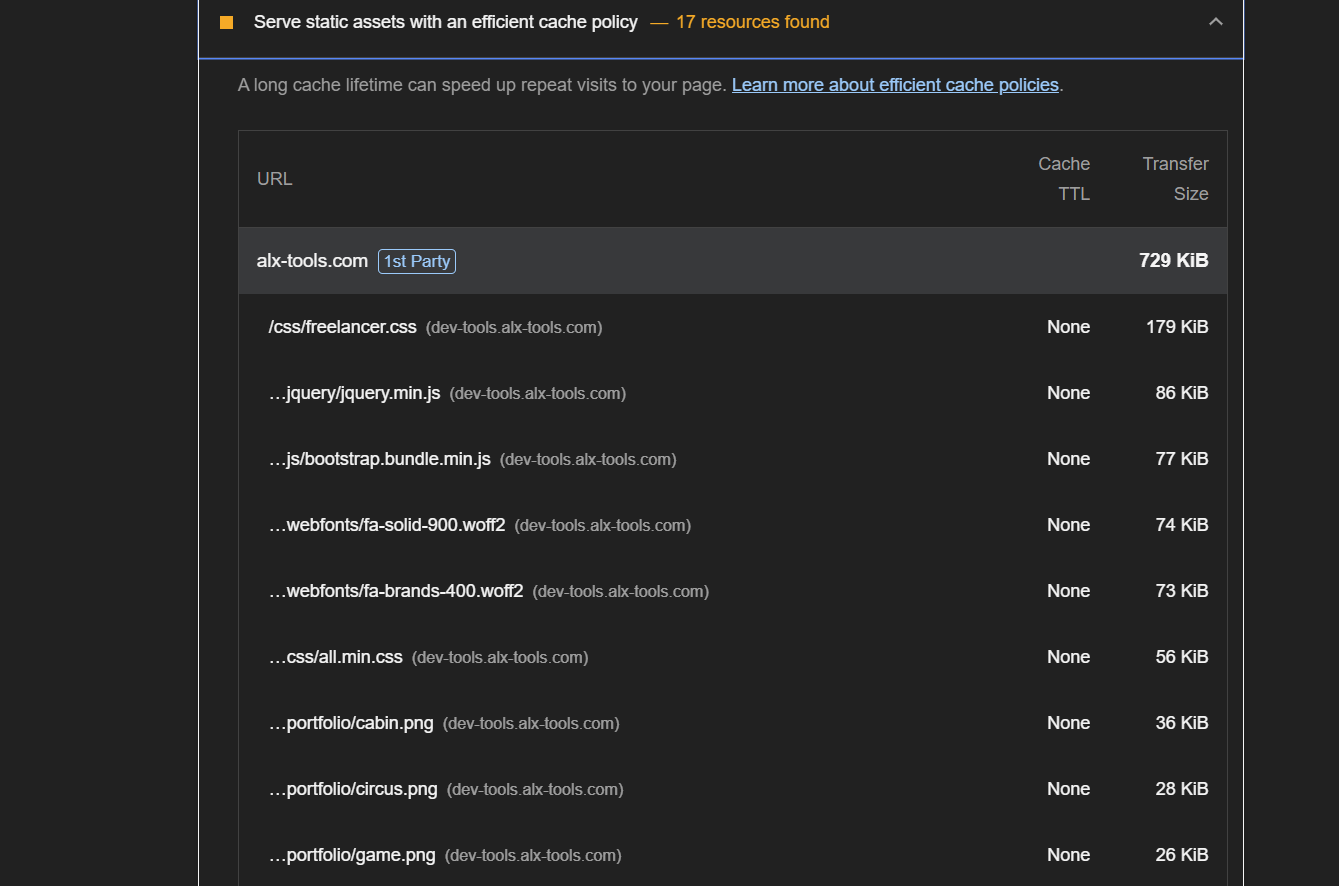 Serve static assets with an efficient cache policy — 17 resources found
A long cache lifetime can speed up repeat visits to your page. Learn more about efficient cache policies.
URL Cache TTL Transfer Size
alx-tools.com 1st Party 729 KiB
/css/freelancer.css (dev-tools.alx-tools.com) None 179 KiB
…jquery/jquery.min.js (dev-tools.alx-tools.com) None 86 KiB
…js/bootstrap.bundle.min.js (dev-tools.alx-tools.com) None 77 KiB
…webfonts/fa-solid-900.woff2 (dev-tools.alx-tools.com) None 74 KiB
…webfonts/fa-brands-400.woff2 (dev-tools.alx-tools.com) None 73 KiB
…css/all.min.css (dev-tools.alx-tools.com) None 56 KiB
…portfolio/cabin.png (dev-tools.alx-tools.com) None 36 KiB
…portfolio/circus.png (dev-tools.alx-tools.com) None 28 KiB
…portfolio/game.png (dev-tools.alx-tools.com) None 26 KiB